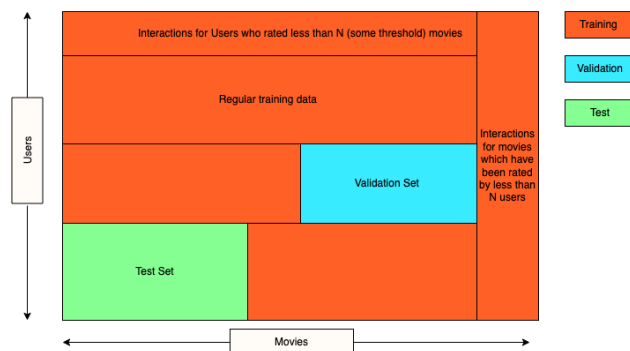 Interactions for Users who rated less than N (some threshold) movies
Training
Validation
Test
Regular training data
Users
Interactions
for movies
which have
been rated
by less than
N users
Validation Set
Test Set
Movies